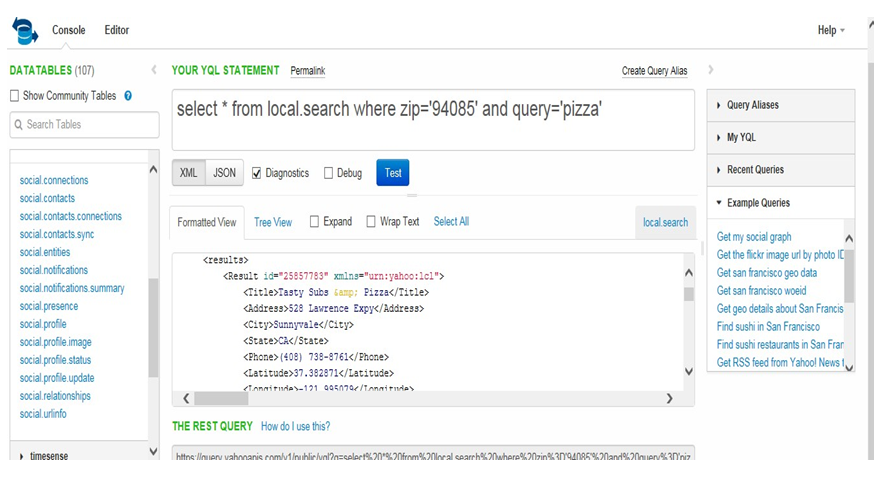 Console Editor Help
DATATABLES (107)
Show Community Tables ?
Search Tables
social.connections
social.contacts
social.contacts.connections
social.contacts.sync
social.entities
social.notifications
social.notifications.summary
social.presence
social.profile
social.profile.image
social.profile.status
social.profile.update
social.relationships
social.urlinfo
timesense
YOUR YQL STATEMENT Permalink Create Query Alias
select * from local.search where zip='94085' and query='pizza'
XML JSON Diagnostics Debug Test
Formatted View Tree View Expand Wrap Text Select All local.search
<results>
<Result id="25857783" xmlns="urn:yahoo:lcl">
<Title>Tasty Subs &amp; Pizza</Title>
<Address>528 Lawrence Expy</Address>
<City>Sunnyvale</City>
<State>CA</State>
<Phone>(408) 738-8761</Phone>
<Latitude>37.382871</Latitude>
<Longitude>-121.995079</Longitude>
THE REST QUERY How do I use this?
https://query.yahooapis.com/v1/public/yql?q=select%20*%20from%20local.search%20where%20zip%3D'94085'%20and%20query%3D'piz
Query Aliases
My YQL
Recent Queries
Example Queries
Get my social graph
Get the flickr image url by photo ID
Get san francisco geo data
Get san francisco woeid
Get geo details about San Francis
Find sushi in San Francisco
Find sushi restaurants in San Fran
Get RSS feed from Yahoo! News t